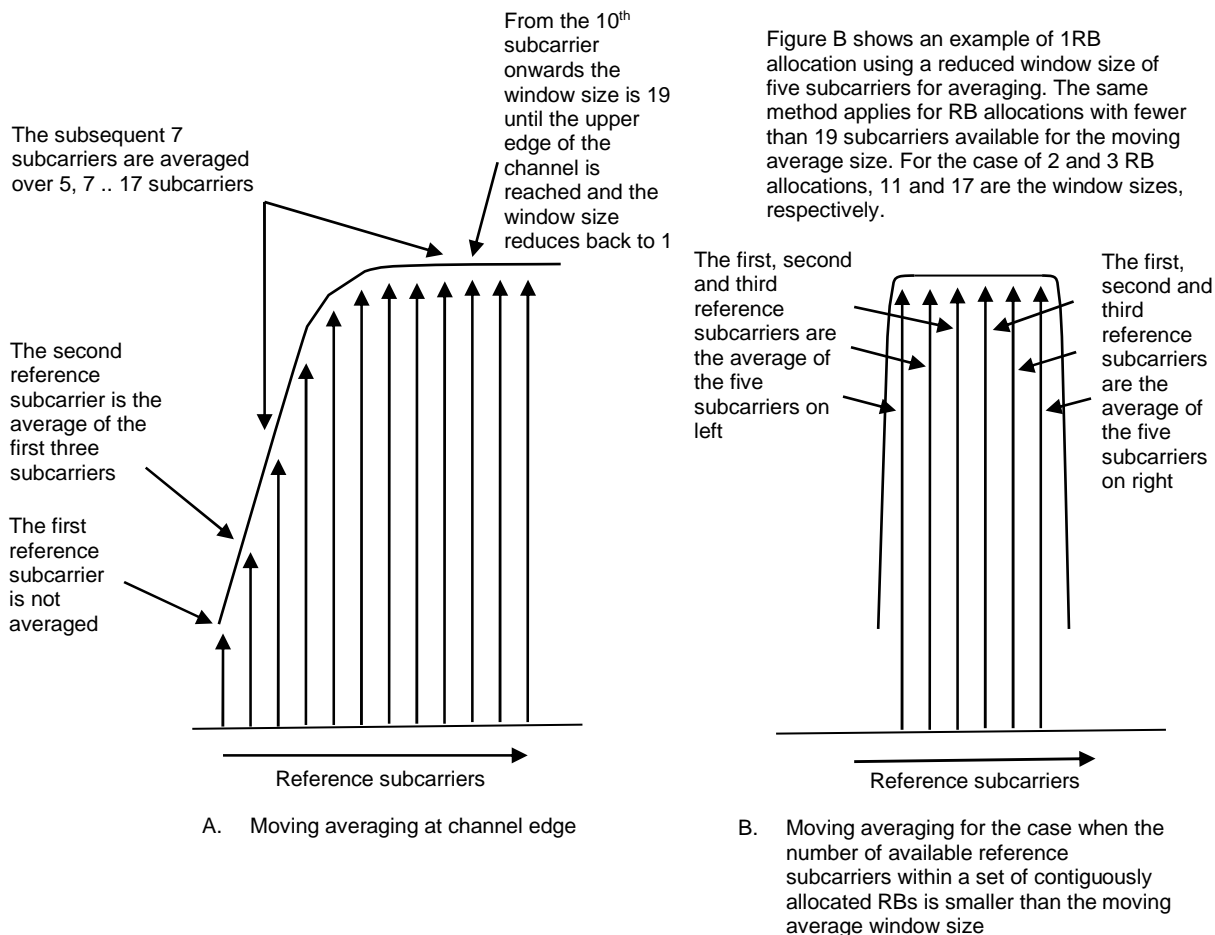 From the 10th
subcarrier
onwards the
window size is 19
until the upper
edge of the
channel is
reached and the
window size
reduces back to 1
The subsequent 7
subcarriers are averaged
over 5, 7 .. 17 subcarriers
The second
reference
subcarrier is the
average of the
first three
subcarriers
The first
reference
subcarrier
is not
averaged
Reference subcarriers
A. Moving averaging at channel edge
Figure B shows an example of 1RB
allocation using a reduced window size of
five subcarriers for averaging. The same
method applies for RB allocations with fewer
than 19 subcarriers available for the moving
average size. For the case of 2 and 3 RB
allocations, 11 and 17 are the window sizes,
respectively.
The first, second
and third
reference
subcarriers are
the average of
the five
subcarriers on
left
The first,
second and
third
reference
subcarriers
are the
average of
the five
subcarriers
on right
Reference subcarriers
B. Moving averaging for the case when the
number of available reference
subcarriers within a set of contiguously
allocated RBs is smaller than the moving
average window size